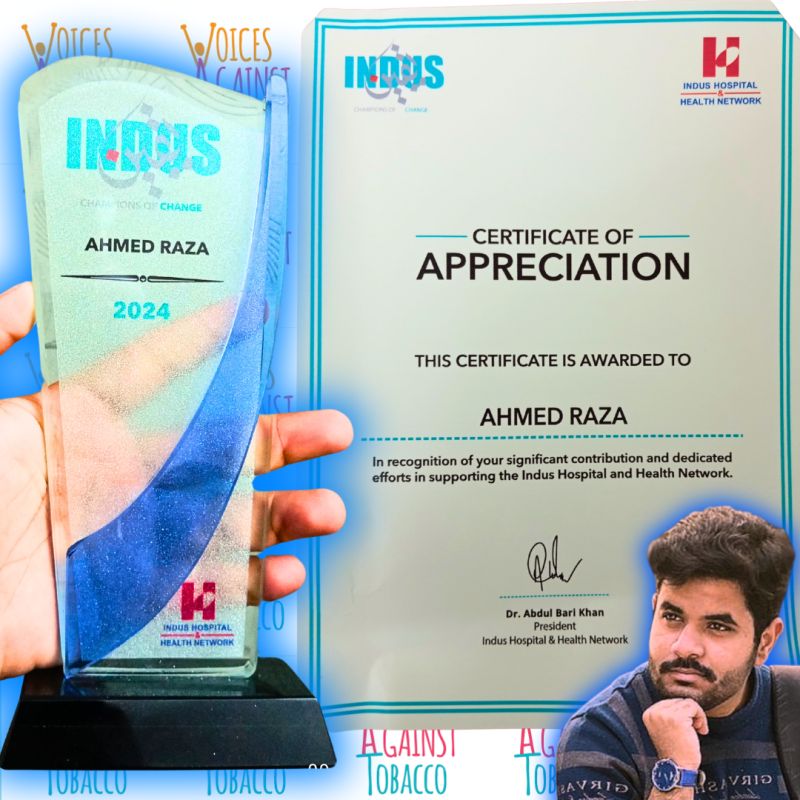 VOICES
VOICES
AGAINST
INDUS
CHAMPIONS OF CHANGE
AHMED RAZA
2024
INDUS HOSPITAL
&
HEALTH NETWORK
INDUS
CHAMPIONS OF CHANGE
INDUS HOSPITAL
&
HEALTH NETWORK
CERTIFICATE OF
APPRECIATION
THIS CERTIFICATE IS AWARDED TO
AHMED RAZA
In recognition of your significant contribution and dedicated
efforts in supporting the Indus Hospital and Health Network.
Dr. Abdul Bari Khan
President
Indus Hospital & Health Network
AGAINST
TOBACCO
TOBACCO
AGAINST
TOBACCO
GIRVAS